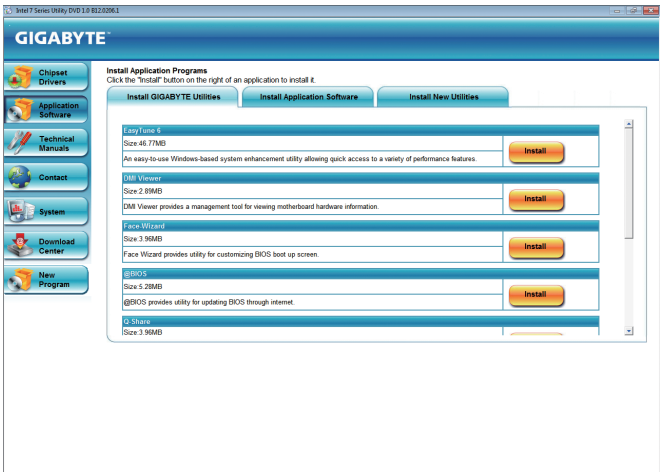 Intel 7 Series Utility DVD 1.0 B12.0206.1
GIGABYTE™
Chipset
Drivers
Application
Software
Technical
Manuals
Contact
System
Download
Center
New
Program
Install Application Programs
Click the "Install" button on the right of an application to install it.
Install GIGABYTE Utilities
Install Application Software
Install New Utilities
EasyTune 6
Size:46.77MB
An easy-to-use Windows-based system enhancement utility allowing quick access to a variety of performance features.
Install
DMI Viewer
Size:2.89MB
DMI Viewer provides a management tool for viewing motherboard hardware information.
Install
Face Wizard
Size:3.96MB
Face Wizard provides utility for customizing BIOS boot up screen.
Install
@BIOS
Size:5.28MB
@BIOS provides utility for updating BIOS through internet.
Install
Q-Share
Size:3.96MB